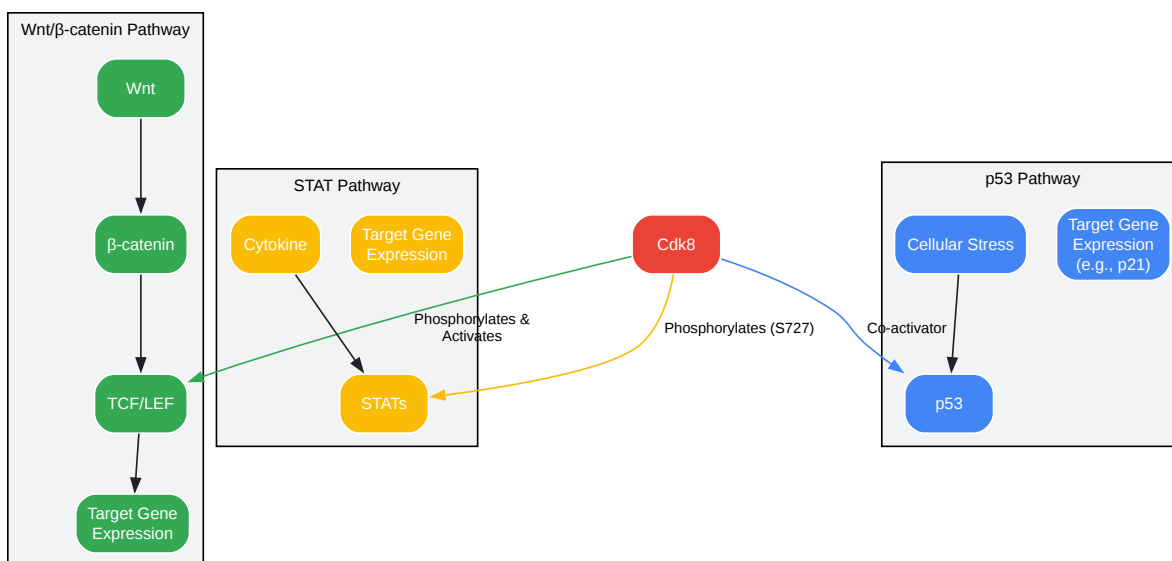 Wnt/β-catenin Pathway
Wnt
β-catenin
TCF/LEF
Target Gene
Expression
STAT Pathway
Cytokine
Target Gene
Expression
STATs
Cdk8
Phosphorylates &
Activates
Phosphorylates (S727)
Co-activator
p53 Pathway
Cellular Stress
Target Gene
Expression
(e.g., p21)
p53